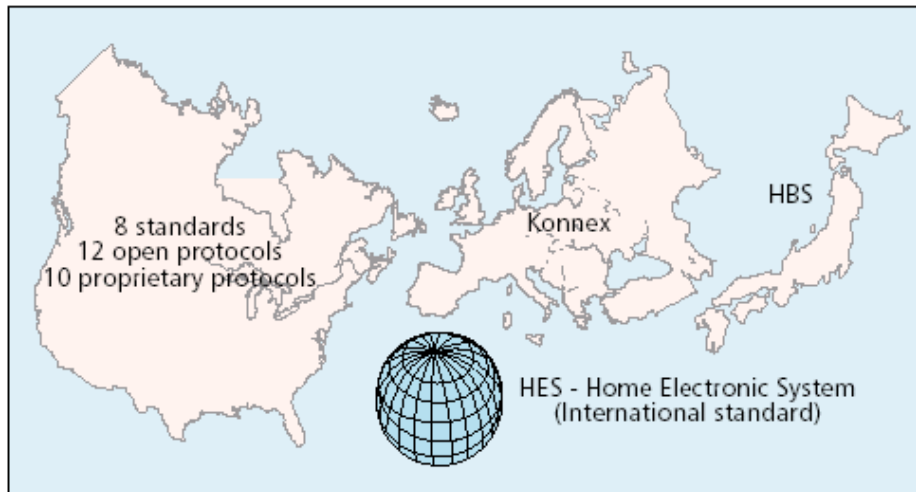 8 standards
12 open protocols
10 proprietary protocols
Konnex
HBS
HES - Home Electronic System
(International standard)